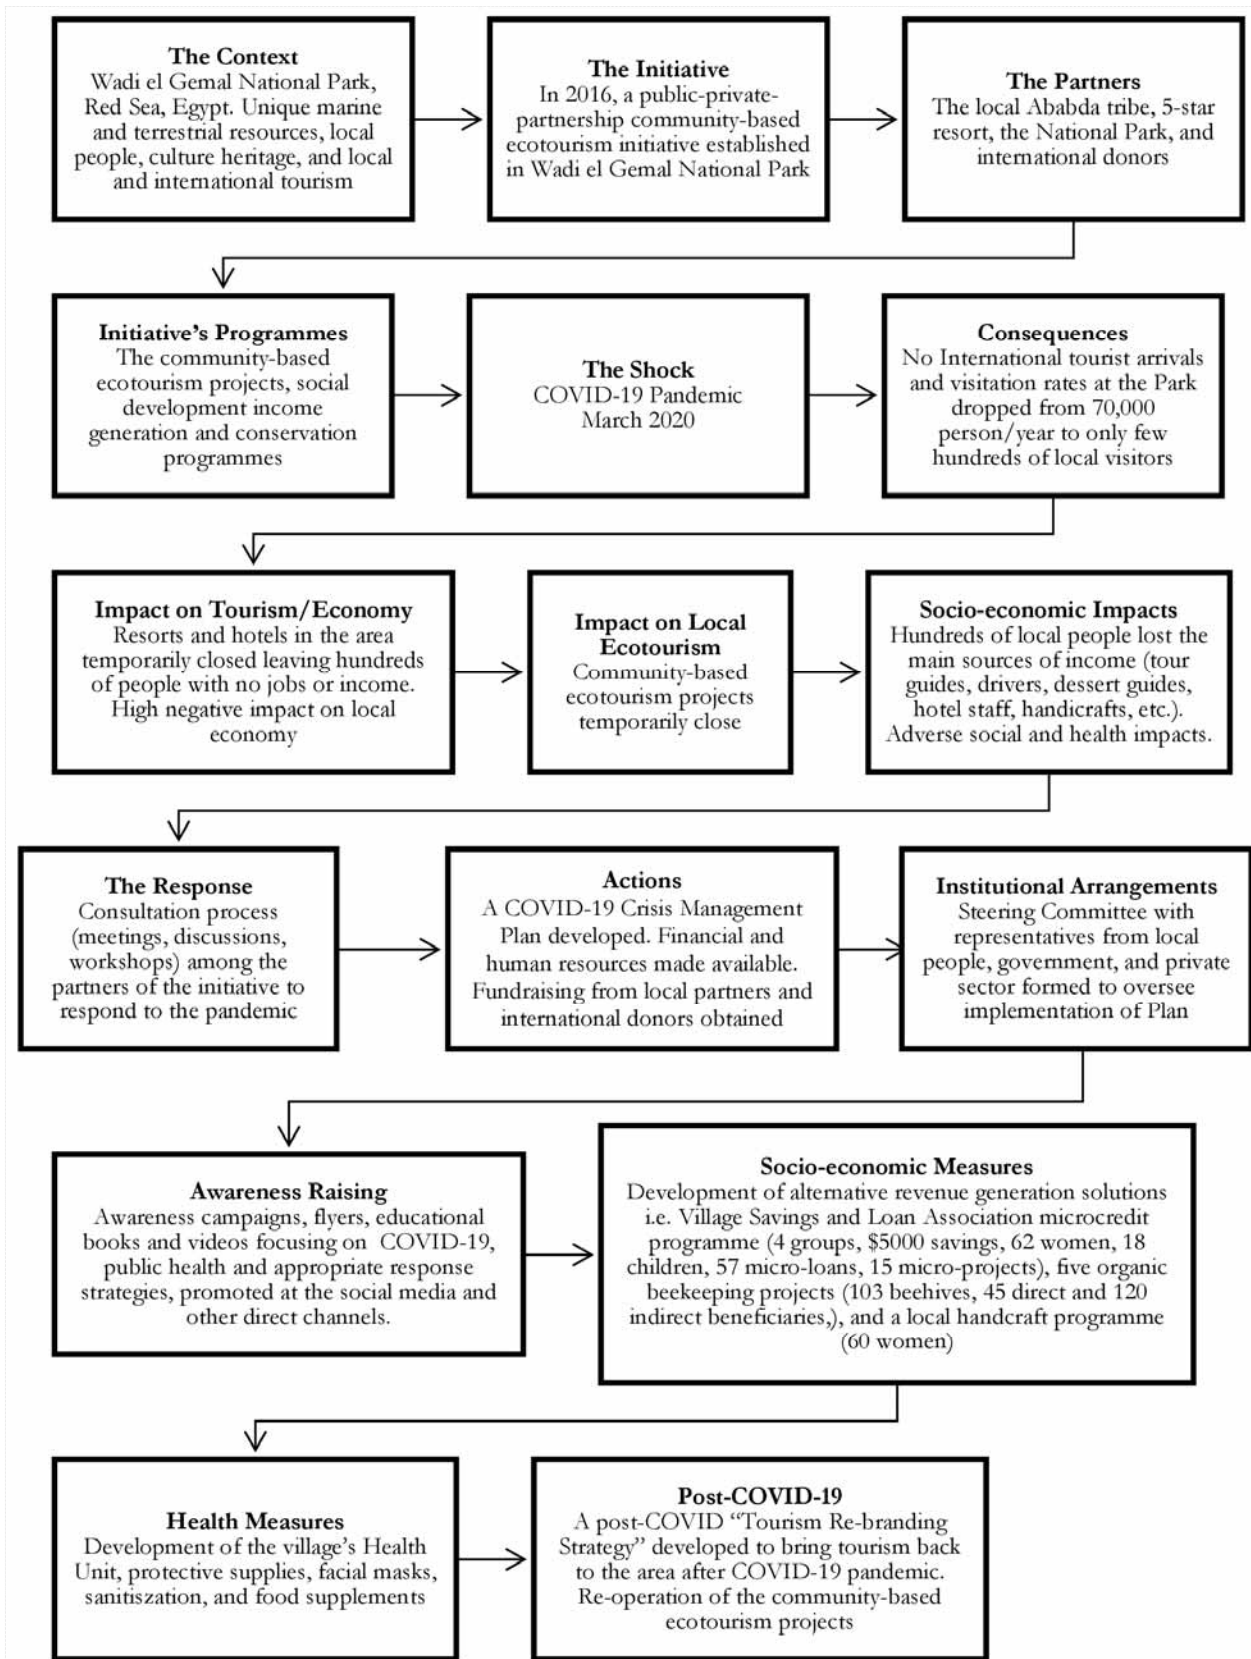 The Context
Wadi el Gemal National Park,
Red Sea, Egypt. Unique marine
and terrestrial resources, local
people, culture heritage, and local
and international tourism
The Initiative
In 2016, a public-private-
partnership community-based
ecotourism initiative established
in Wadi el Gemal National Park
The Partners
The local Ababda tribe, 5-star
resort, the National Park, and
international donors
Initiative’s Programmes
The community-based
ecotourism projects, social
development income
generation and conservation
programmes
The Shock
COVID-19 Pandemic
March 2020
Consequences
No International tourist arrivals
and visitation rates at the Park
dropped from 70,000
person/year to only few
hundreds of local visitors
Impact on Tourism/Economy
Resorts and hotels in the area
temporarily closed leaving hundreds
of people with no jobs or income.
High negative impact on local
economy
Impact on Local
Ecotourism
Community-based
ecotourism projects
temporarily close
Socio-economic Impacts
Hundreds of local people lost the
main sources of income (tour
guides, drivers, dessert guides,
hotel staff, handicrafts, etc.).
Adverse social and health impacts.
The Response
Consultation process
(meetings, discussions,
workshops) among the
partners of the initiative to
respond to the pandemic
Actions
A COVID-19 Crisis Management
Plan developed. Financial and
human resources made available.
Fundraising from local partners and
international donors obtained
Institutional Arrangements
Steering Committee with
representatives from local
people, government, and private
sector formed to oversee
implementation of Plan
Awareness Raising
Awareness campaigns, flyers, educational
books and videos focusing on COVID-19,
public health and appropriate response
strategies, promoted at the social media and
other direct channels.
Socio-economic Measures
Development of alternative revenue generation solutions
i.e. Village Savings and Loan Association microcredit
programme (4 groups, $5000 savings, 62 women, 18
children, 57 micro-loans, 15 micro-projects), five organic
beekeeping projects (103 beehives, 45 direct and 120
indirect beneficiaries,), and a local handcraft programme
(60 women)
Health Measures
Development of the village’s Health
Unit, protective supplies, facial masks,
sanitiszation, and food supplements
Post-COVID-19
A post-COVID “Tourism Re-branding
Strategy” developed to bring tourism back
to the area after COVID-19 pandemic.
Re-operation of the community-based
ecotourism projects